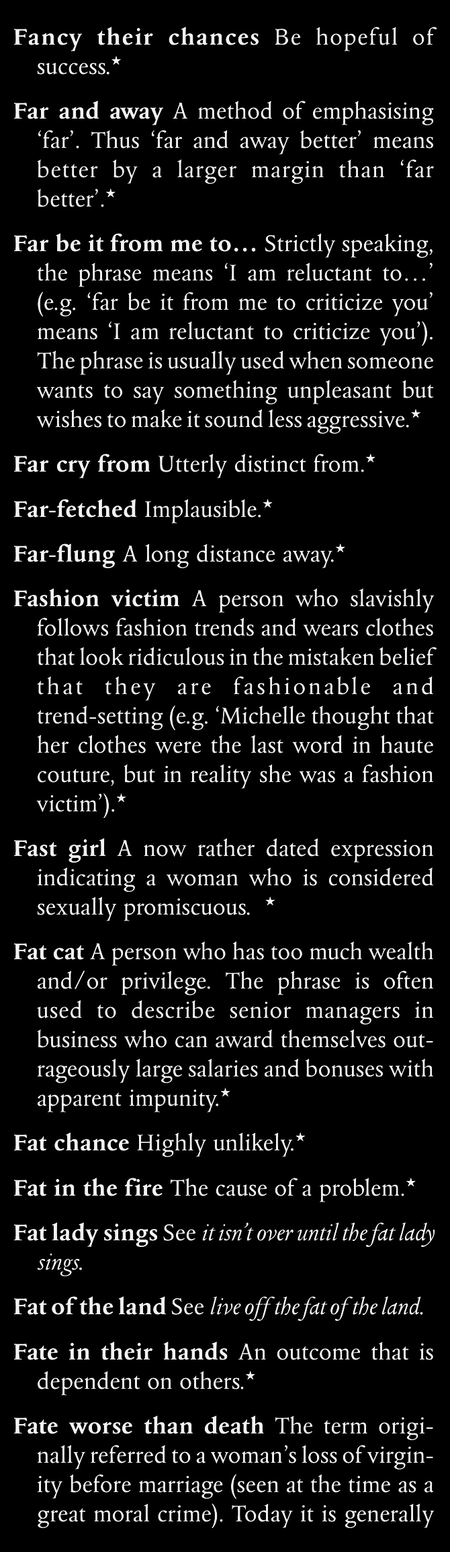 Fancy their chances Be hopeful of
success.★
Far and away A method of emphasising
‘far’. Thus ‘far and away better’ means
better by a larger margin than ‘far
better’.★
Far be it from me to… Strictly speaking,
the phrase means ‘I am reluctant to…’
(e.g. ‘far be it from me to criticize you’
means ‘I am reluctant to criticize you’).
The phrase is usually used when someone
wants to say something unpleasant but
wishes to make it sound less aggressive.★
Far cry from Utterly distinct from.★
Far-fetched Implausible.★
Far-flung A long distance away.★
Fashion victim A person who slavishly
follows fashion trends and wears clothes
that look ridiculous in the mistaken belief
that they are fashionable and
trend-setting (e.g. ‘Michelle thought that
her clothes were the last word in haute
couture, but in reality she was a fashion
victim’).★
Fast girl A now rather dated expression
indicating a woman who is considered
sexually promiscuous. ★
Fat cat A person who has too much wealth
and/or privilege. The phrase is often
used to describe senior managers in
business who can award themselves out-
rageously large salaries and bonuses with
apparent impunity.★
Fat chance Highly unlikely.★
Fat in the fire The cause of a problem.★
Fat lady sings See it isn’t over until the fat lady
sings.
Fat of the land See live off the fat of the land.
Fate in their hands An outcome that is
dependent on others.★
Fate worse than death The term origi-
nally referred to a woman’s loss of virgin-
ity before marriage (seen at the time as a
great moral crime). Today it is generally